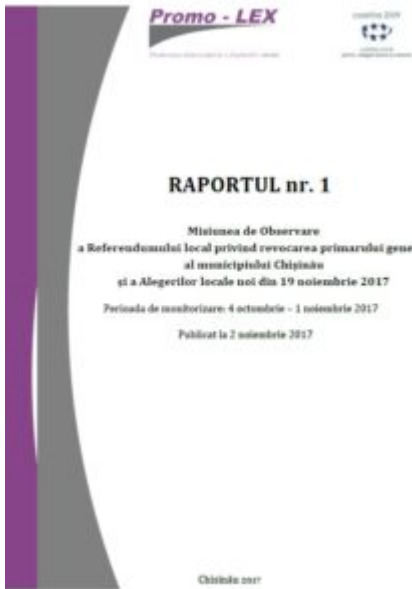 Promo - LEX
RAPORTUL nr. 1
Misiunea de Observare
a Referendumului local privind revocarea primarului gene
al municipiului Chișinău
și a Alegerilor locale noi din 19 noiembrie 2017
Perioada de monitorizare: 4 octombrie – 1 noiembrie 2017
Publicat la 2 noiembrie 2017
Chișinău 2017